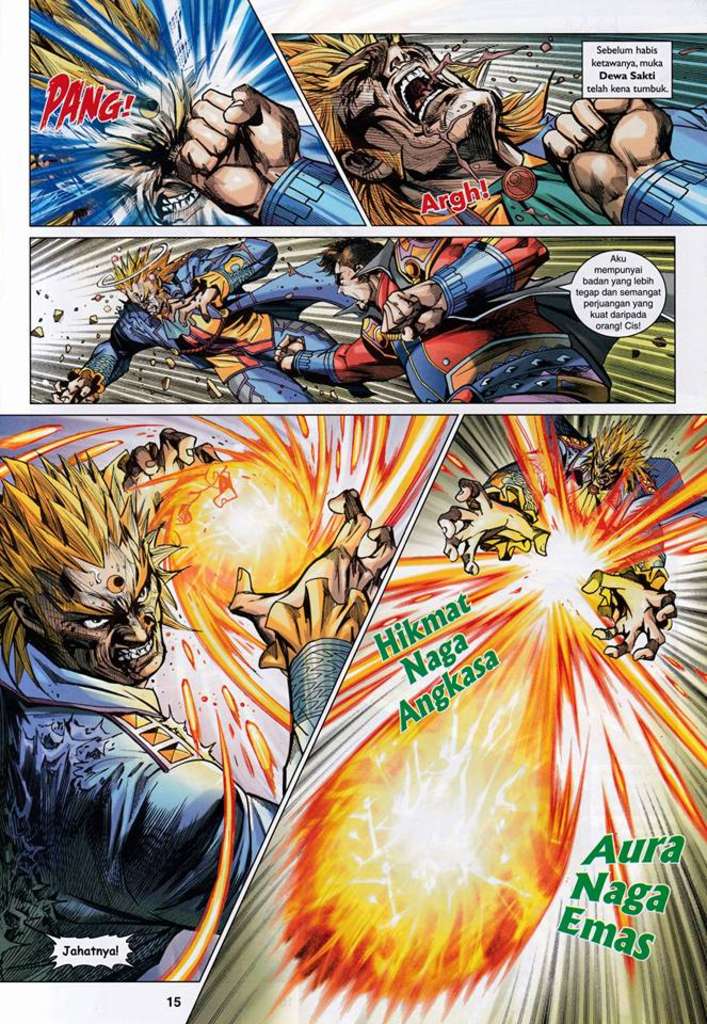 PANG!
Sebelum habis
ketawanya, muka
Dewa Sakti
telah kena tumbuk.
Argh!
Aku
mempunyai
badan yang lebih
tegap dan semangat
perjuangan yang
kuat daripada
orang! Cis!
Hikmat
Naga
Angkasa
Aura
Naga
Emas
Jahatnya!
15